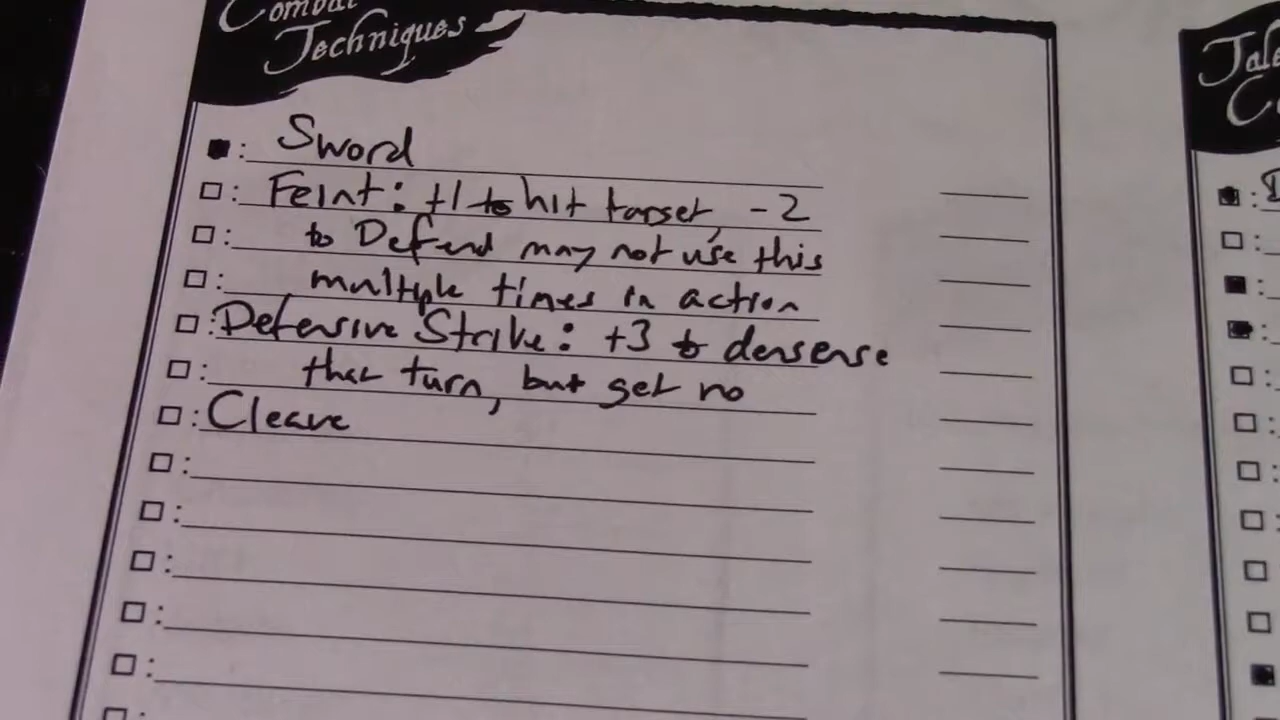 Combat
Techniques
Sword
Feint: +1 to hit target, -2
to Defend may not use this
multiple times in action
Defensive Strike: +3 to densense
that turn, but get no
Cleave